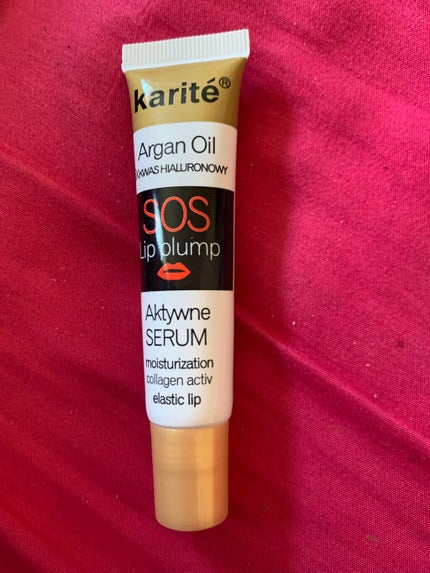 karité®
Argan Oil
KWAS HIALURONOWY
SOS
Lip plump
Aktywne
SERUM
moisturization
collagen activ
elastic lip